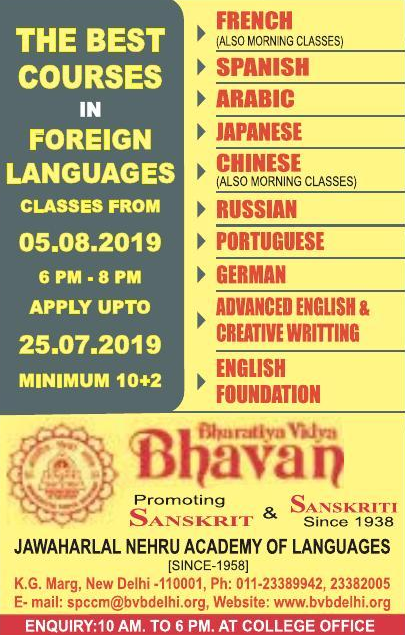 THE BEST
COURSES
IN
FOREIGN
LANGUAGES
CLASSES FROM
05.08.2019
6 PM - 8 PM
APPLY UPTO
25.07.2019
MINIMUM 10+2
FRENCH
(ALSO MORNING CLASSES)
SPANISH
ARABIC
JAPANESE
CHINESE
(ALSO MORNING CLASSES)
RUSSIAN
PORTUGUESE
GERMAN
ADVANCED ENGLISH &
CREATIVE WRITTING
ENGLISH
FOUNDATION
Bharatiya Vidya
Bhavan
Promoting
SANSKRIT & SANSKRITI
Since 1938
JAWAHARLAL NEHRU ACADEMY OF LANGUAGES
[SINCE-1958]
K.G. Marg, New Delhi -110001, Ph: 011-23389942, 23382005
E- mail: spccm@bvbdelhi.org, Website: www.bvbdelhi.org
ENQUIRY:10 AM. TO 6 PM. AT COLLEGE OFFICE